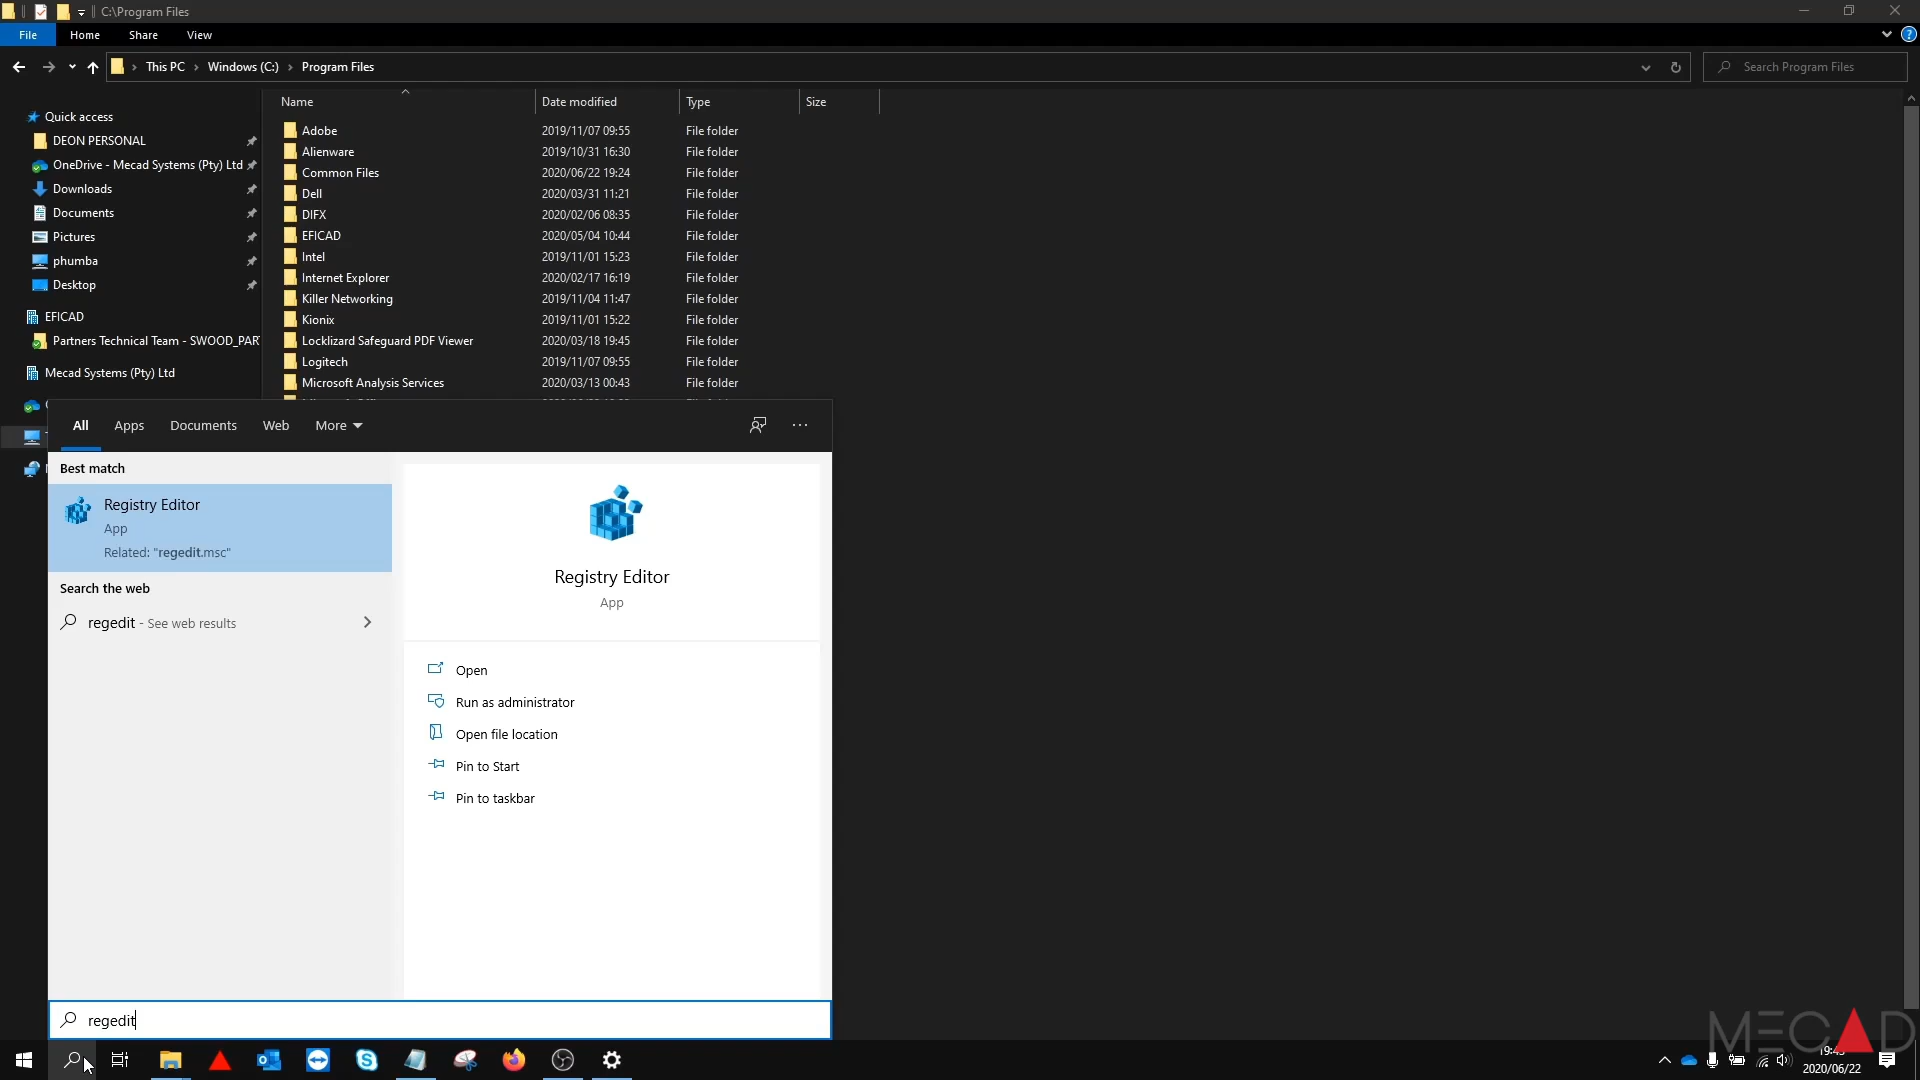 C:\Program Files
File Home Share View
This PC Windows (C:) Program Files Search Program Files
Name Date modified Type Size
Quick access
DEON PERSONAL
OneDrive - Mecad Systems (Pty) Ltd
Downloads
Documents
Pictures
phumba
Desktop
EFICAD
Partners Technical Team - SWOOD_PAR
Mecad Systems (Pty) Ltd
Adobe 2019/11/07 09:55 File folder
Alienware 2019/10/31 16:30 File folder
Common Files 2020/06/22 19:24 File folder
Dell 2020/03/31 11:21 File folder
DIFX 2020/02/06 08:35 File folder
EFICAD 2020/05/04 10:44 File folder
Intel 2019/11/01 15:23 File folder
Internet Explorer 2020/02/17 16:19 File folder
Killer Networking 2019/11/04 11:47 File folder
Kionix 2019/11/01 15:22 File folder
Locklizard Safeguard PDF Viewer 2020/03/18 19:45 File folder
Logitech 2019/11/07 09:55 File folder
Microsoft Analysis Services 2020/03/13 00:43 File folder
All Apps Documents Web More
Best match
Registry Editor
App
Related: "regedit.msc"
Search the web
regedit - See web results
Registry Editor
App
Open
Run as administrator
Open file location
Pin to Start
Pin to taskbar
regedit
MECAD
2020/06/22